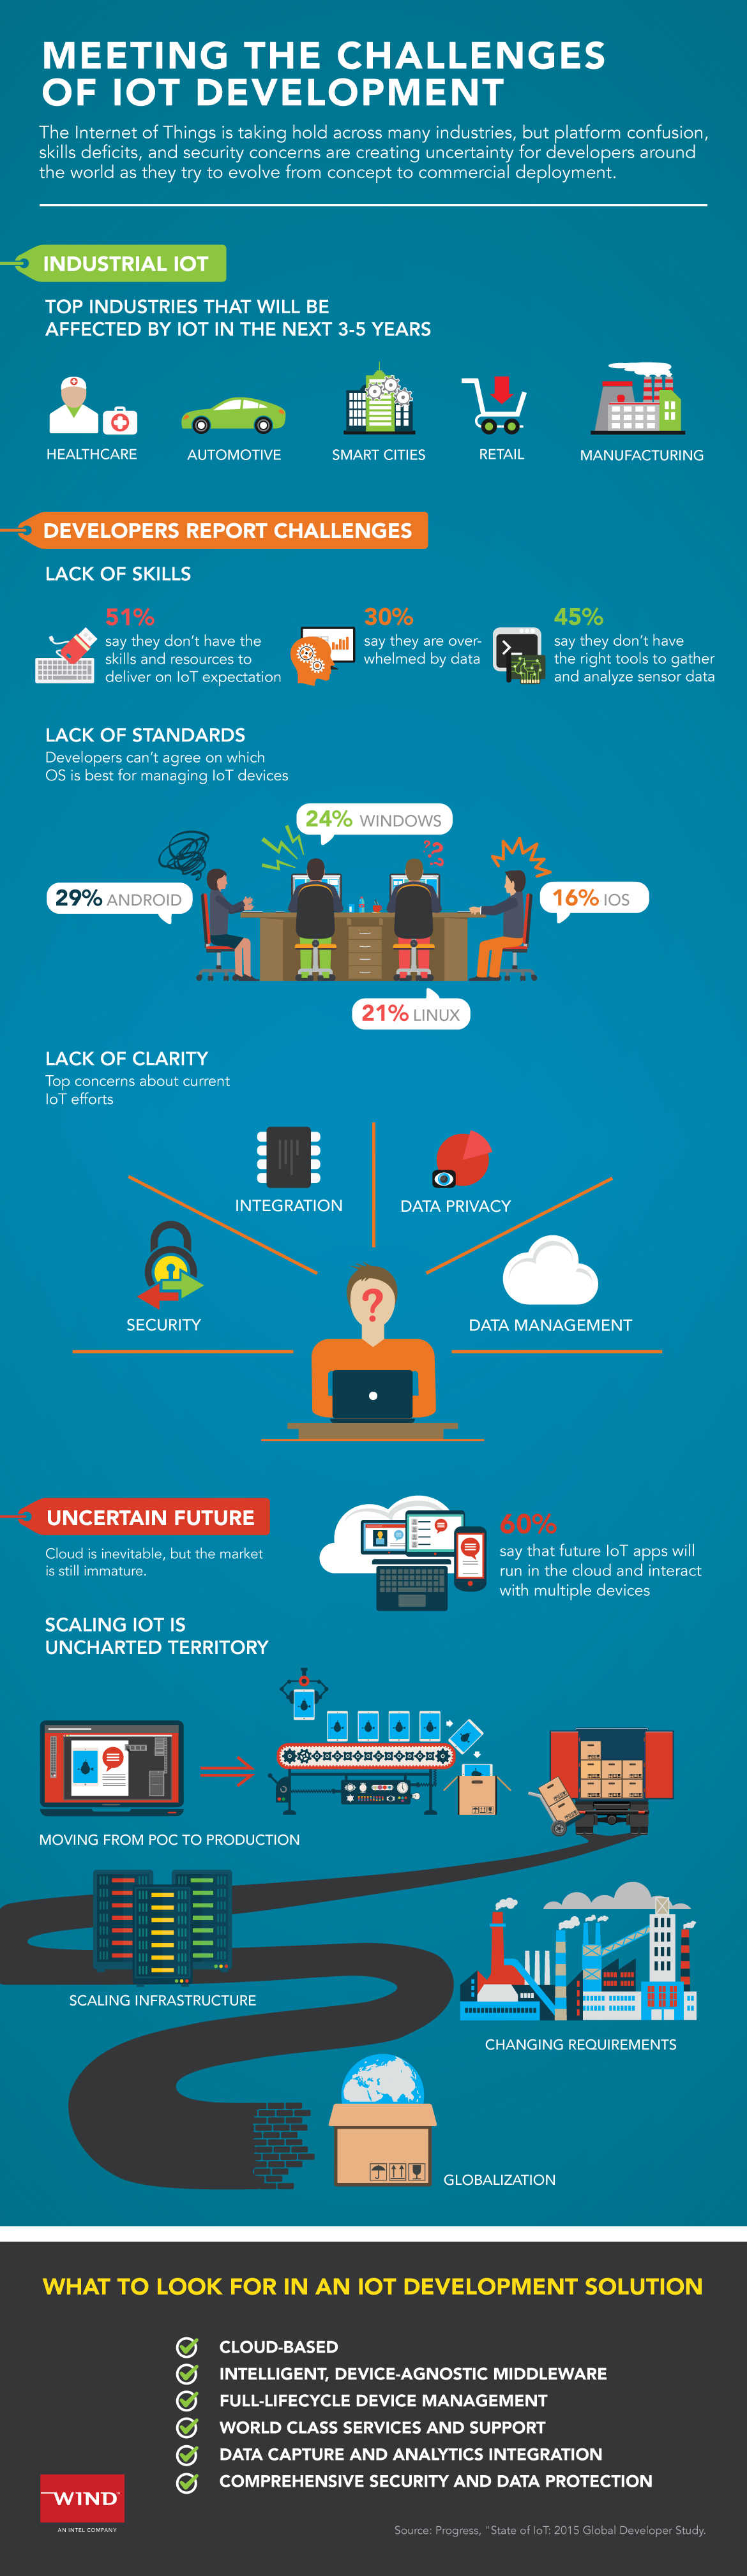 MEETING THE CHALLENGES
OF IOT DEVELOPMENT
The Internet of Things is taking hold across many industries, but platform confusion,
skills deficits, and security concerns are creating uncertainty for developers around
the world as they try to evolve from concept to commercial deployment.
INDUSTRIAL IOT
TOP INDUSTRIES THAT WILL BE
AFFECTED BY IOT IN THE NEXT 3-5 YEARS
HEALTHCARE
AUTOMOTIVE
SMART CITIES
RETAIL
MANUFACTURING
DEVELOPERS REPORT CHALLENGES
LACK OF SKILLS
51%
say they don't have the
skills and resources to
deliver on IoT expectation
30%
say they are over-
whelmed by data
45%
say they don't have
the right tools to gather
and analyze sensor data
LACK OF STANDARDS
Developers can't agree on which
OS is best for managing IoT devices
24% WINDOWS
??
?
29% ANDROID
16% IOS
21% LINUX
LACK OF CLARITY
Top concerns about current
IoT efforts
INTEGRATION
DATA PRIVACY
SECURITY
DATA MANAGEMENT
?
UNCERTAIN FUTURE
Cloud is inevitable, but the market
is still immature.
60%
say that future IoT apps will
run in the cloud and interact
with multiple devices
SCALING IOT IS
UNCHARTED TERRITORY
MOVING FROM POC TO PRODUCTION
SCALING INFRASTRUCTURE
CHANGING REQUIREMENTS
GLOBALIZATION
WHAT TO LOOK FOR IN AN IOT DEVELOPMENT SOLUTION
CLOUD-BASED
INTELLIGENT, DEVICE-AGNOSTIC MIDDLEWARE
FULL-LIFECYCLE DEVICE MANAGEMENT
WORLD CLASS SERVICES AND SUPPORT
DATA CAPTURE AND ANALYTICS INTEGRATION
COMPREHENSIVE SECURITY AND DATA PROTECTION
WIND
AN INTEL COMPANY
Source: Progress, "State of IoT: 2015 Global Developer Study.